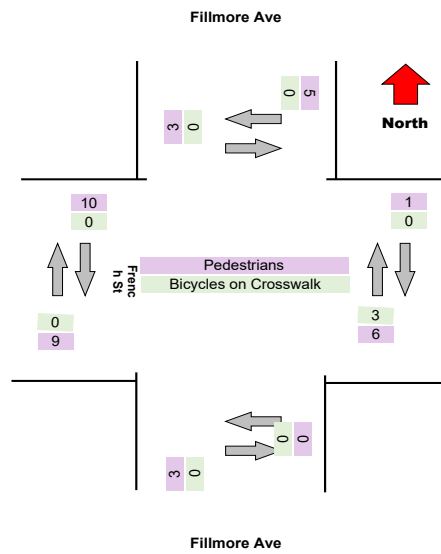 Fillmore Ave
0 5
3 0
North
10
0
1
0
Frenc
h St
Pedestrians
Bicycles on Crosswalk
0
9
3
6
0 0
3 0
Fillmore Ave